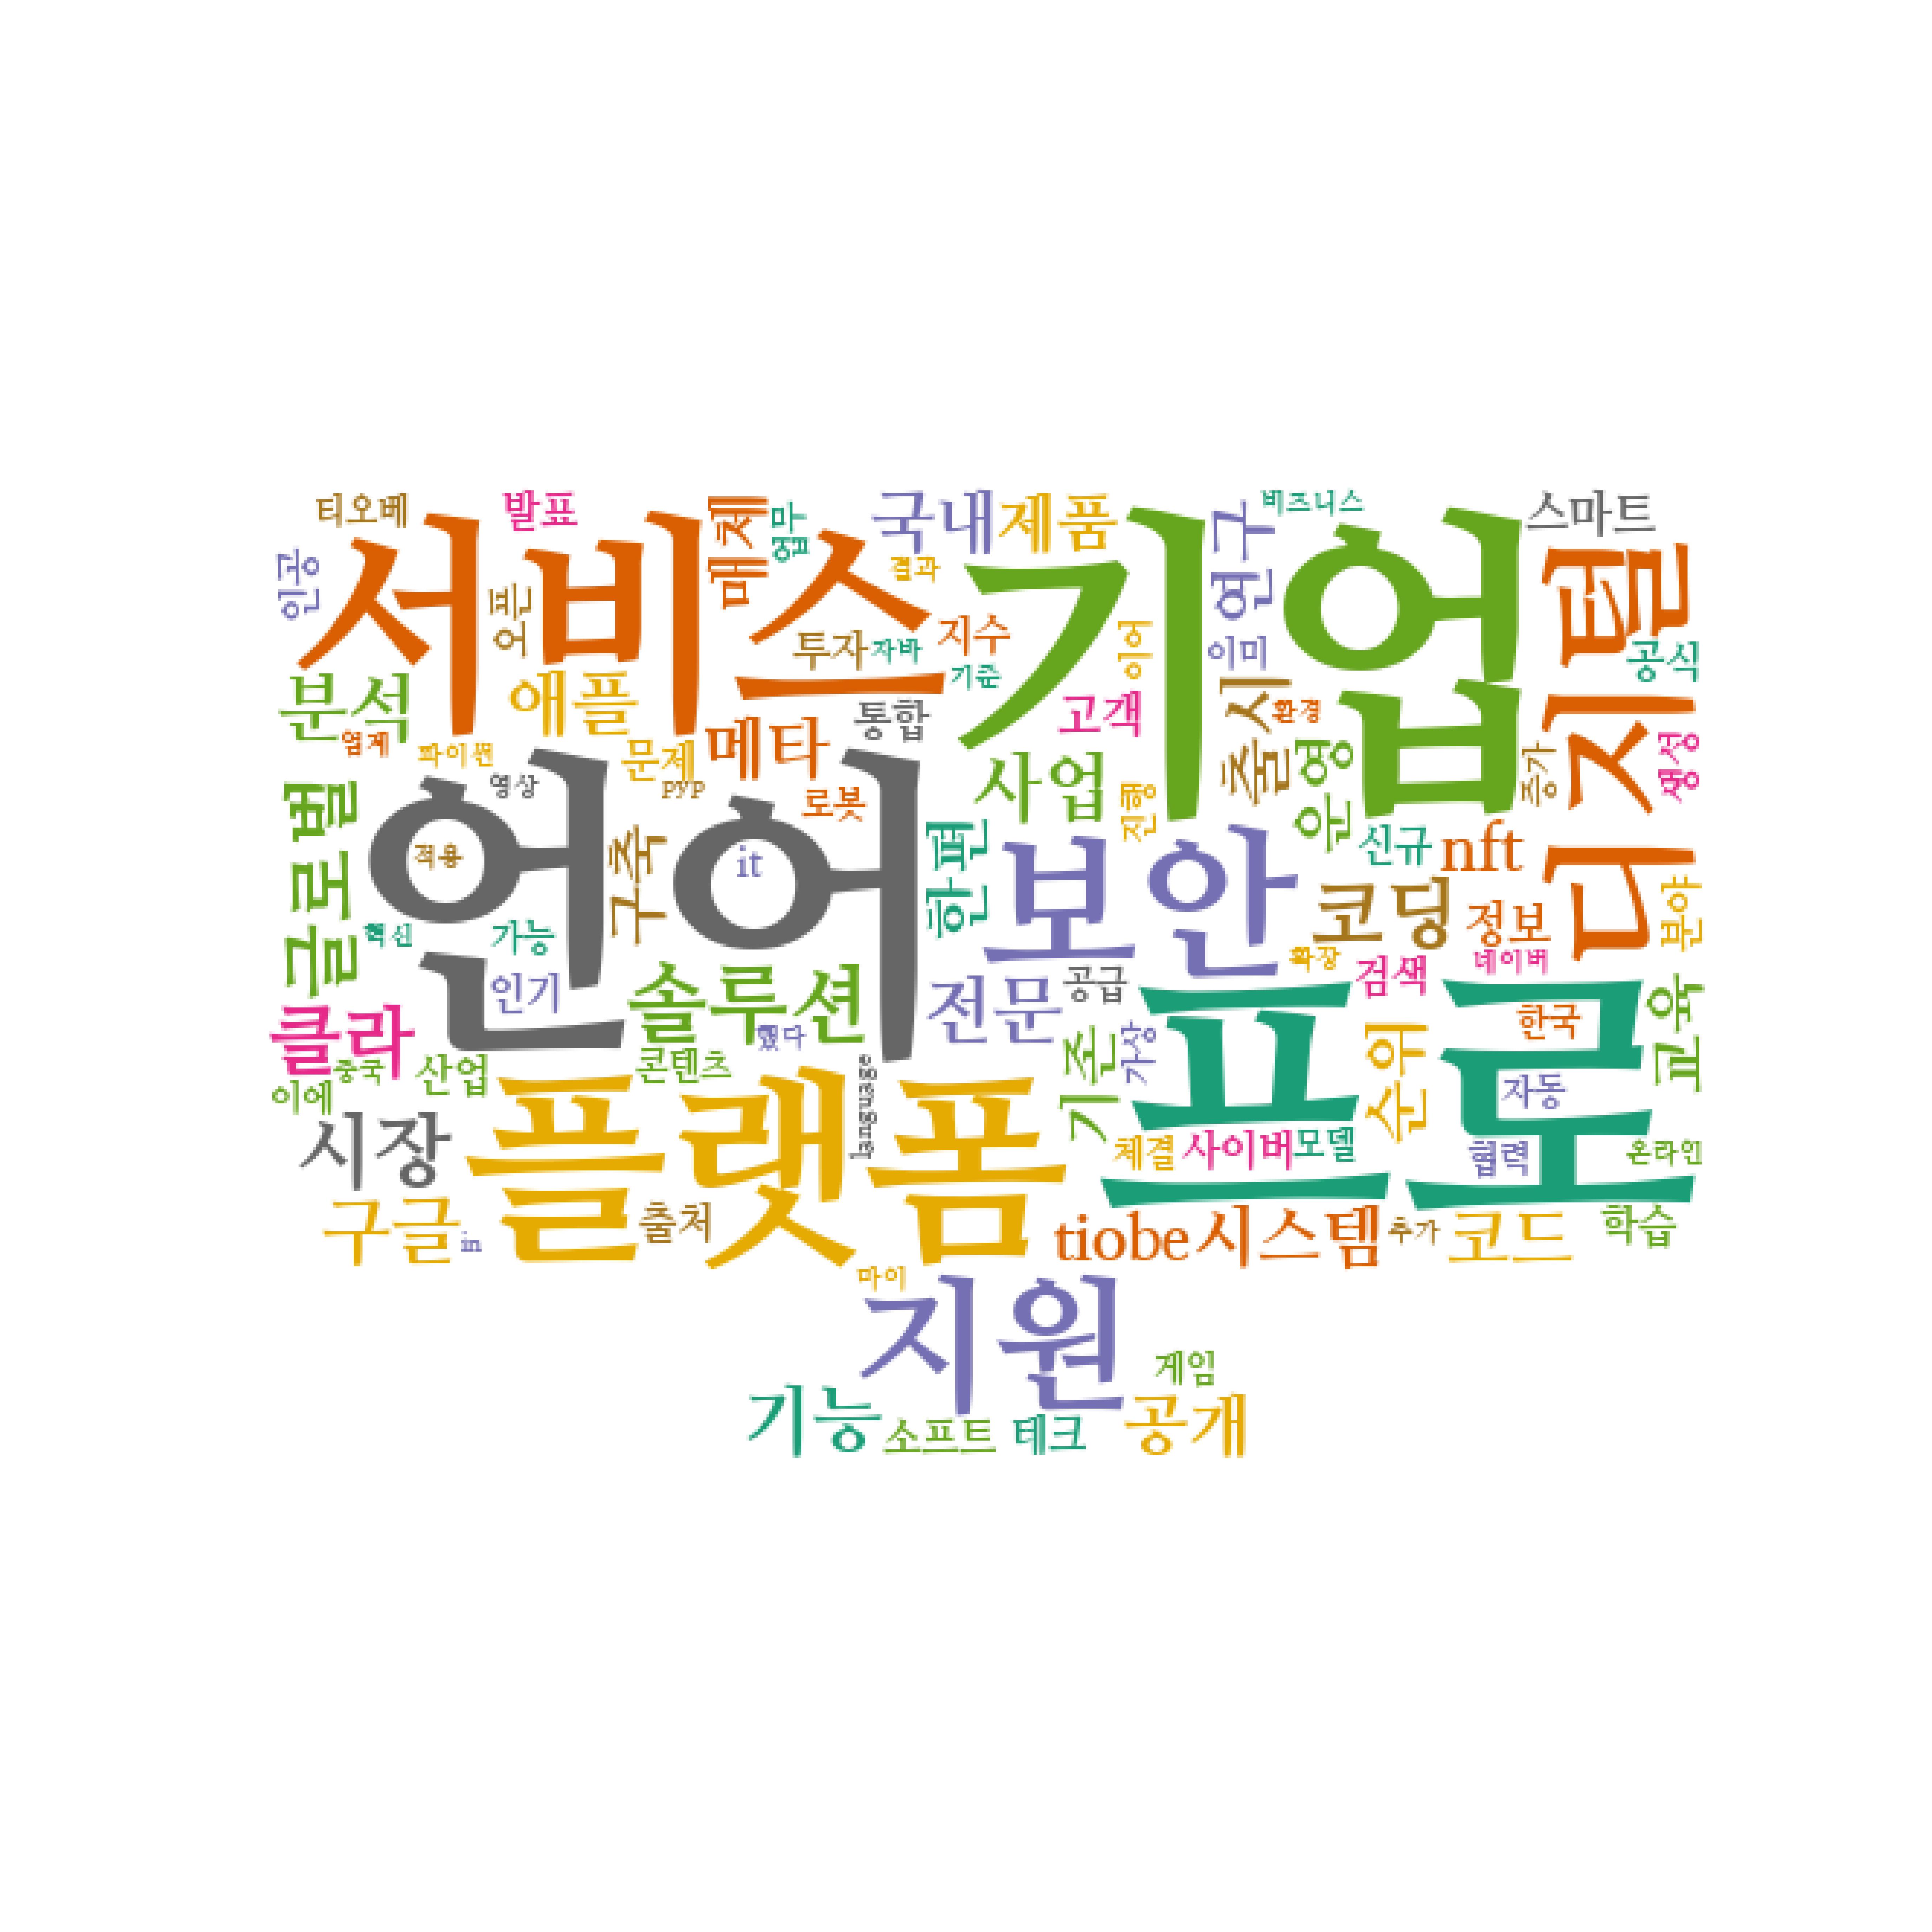 티오베
발표
매체
업마
국내
제품
연구
비즈니스
스마트
인공
오픈
서비스
결과
기업
디지털
투자
자바
지수
이어
이미
공식
분석
애플
기준
고객
출시
환경
업계
파이썬
문제
메타
통합
사업
운영
증가
생성
글로벌
영상
pyp
로봇
진행
언어
적용
구축
it
한편
보안
신규
nft
코딩
정보
분야
혁신
가능
인기
솔루션
전문
공급
확장
검색
네이버
클라
했다
기존
가상
순위
한국
교육
프로
이에
중국
산업
콘텐츠
language
자동
시장
플랫폼
체결
사이버
모델
협력
온라인
구글
in
출처
tiobe
시스템
추가
코드
학습
마이
지원
게임
기능
소프트
테크
공개